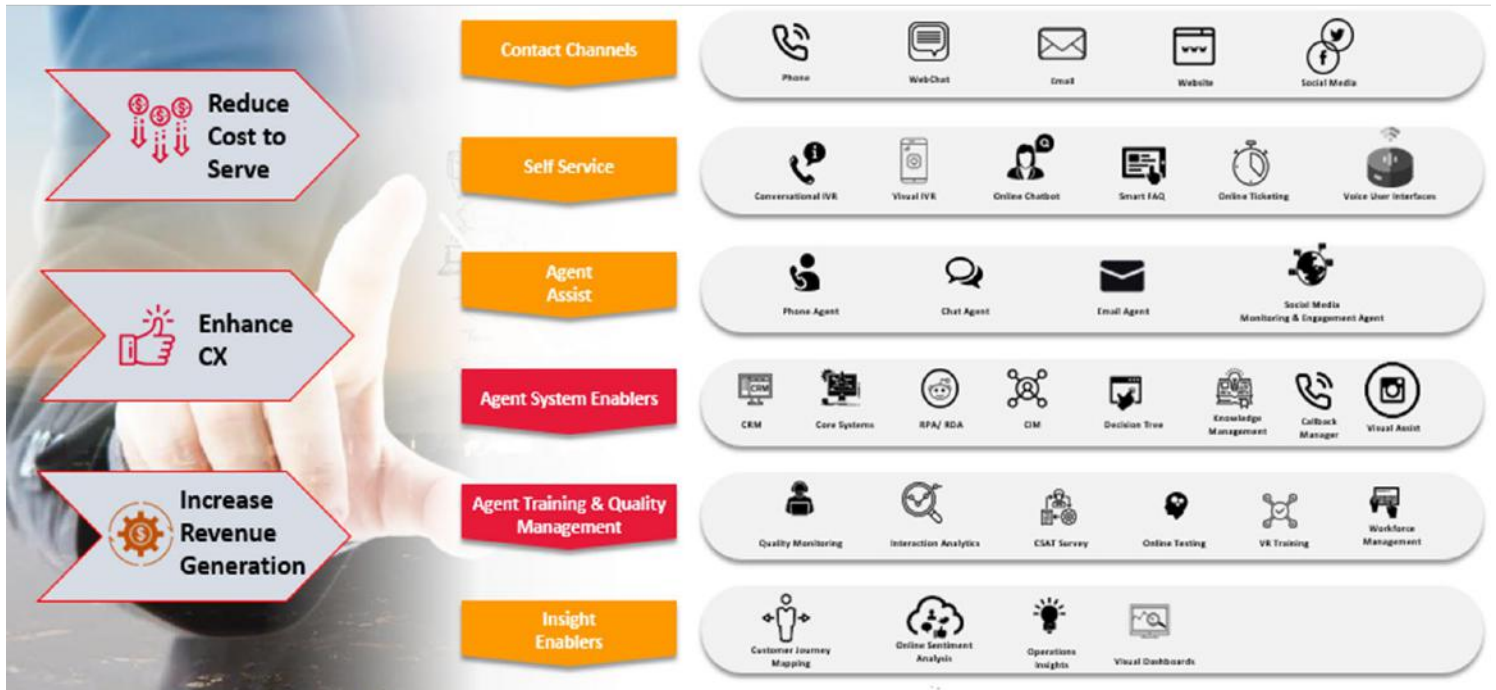 Reduce
Cost to
Serve
Enhance
CX
Increase
Revenue
Generation
Contact Channels
Phone
WebChat
Email
www
Website
f
Social Media
Self Service
Conversational IVR
Visual IVR
Online Chatbot
Smart FAQ
Online Ticketing
Voice User Interfaces
Agent
Assist
Phone Agent
Chat Agent
Email Agent
Social Media
Monitoring & Engagement Agent
Agent System Enablers
CRM
CRM
Core Systems
RPA/ RDA
CIM
Decision Tree
Knowledge
Management
Callback
Manager
Visual Assist
Agent Training & Quality
Management
Quality Monitoring
Interaction Analytics
CSAT Survey
Online Testing
VR Training
Workforce
Management
Insight
Enablers
Customer Journey
Mapping
Online Sentiment
Analysis
Operations
Insights
Visual Dashboards